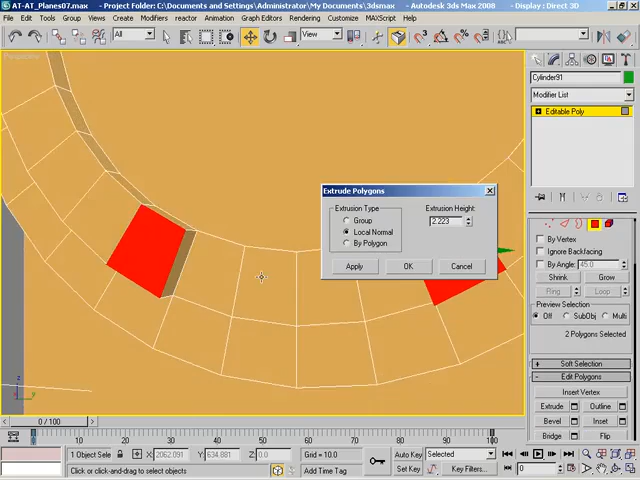 AT-AT_Planes07.max - Project Folder: C:\Documents and Settings\Administrator\My Documents\3dsmax - Autodesk 3ds Max 2008 - Display : Direct 3D
File Edit Tools Group Views Create Modifiers reactor Animation Graph Editors Rendering Customize MAXScript Help
All View
Perspective
Cylinder91
Modifier List
Editable Poly
Extrude Polygons
Extrusion Type
Group
Local Normal
By Polygon
Extrusion Height:
2.223
Apply OK Cancel
By Vertex
Ignore Backfacing
By Angle: 45.0
Shrink Grow
Ring Loop
Preview Selection
Off SubObj Multi
2 Polygons Selected
+ Soft Selection
- Edit Polygons
Insert Vertex
Extrude Outline
Bevel Inset
Bridge Flip
z
x y
0 / 100
0 10 20 30 40 50 60 70 80 90 100
1 Object Selec X: 2062.091 Y: 634.881 Z: 0.0 Grid = 10.0
Click or click-and-drag to select objects Add Time Tag
Auto Key Selected
Set Key Key Filters... 0